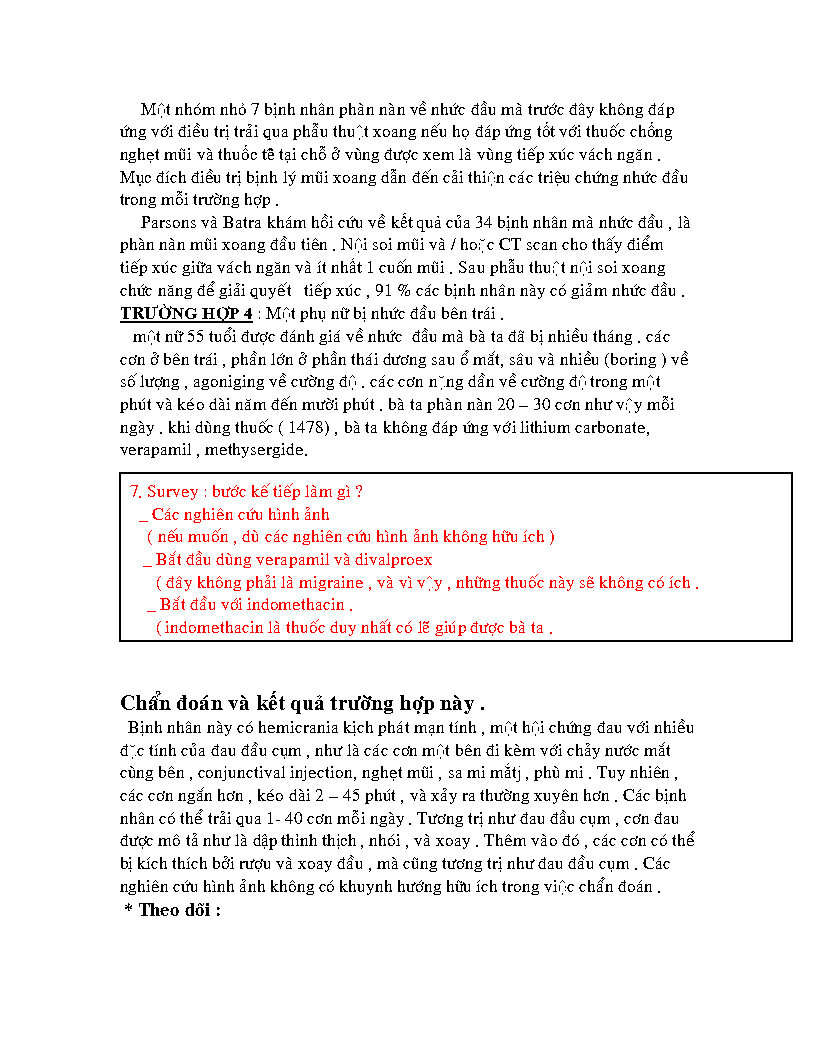 Một nhóm nhỏ 7 bịnh nhân phàn nàn về nhức đầu mà trước đây không đáp
ứng với điều trị trải qua phẫu thuật xoang nếu họ đáp ứng tốt với thuốc chống
nghẹt mũi và thuốc tê tại chỗ ở vùng được xem là vùng tiếp xúc vách ngăn .
Mục đích điều trị bịnh lý mũi xoang dẫn đến cải thiện các triệu chứng nhức đầu
trong mỗi trường hợp .
Parsons và Batra khám hồi cứu về kết quả của 34 bịnh nhân mà nhức đầu , là
phàn nàn mũi xoang đầu tiên . Nội soi mũi và / hoặc CT scan cho thấy điểm
tiếp xúc giữa vách ngăn và ít nhất 1 cuốn mũi . Sau phẫu thuật nội soi xoang
chức năng để giải quyết tiếp xúc , 91 % các bịnh nhân này có giảm nhức đầu .
TRƯỜNG HỢP 4 : Một phụ nữ bị nhức đầu bên trái .
một nữ 55 tuổi được đánh giá về nhức đầu mà bà ta đã bị nhiều tháng . các
cơn ở bên trái , phần lớn ở phần thái dương sau ổ mắt, sâu và nhiều (boring ) về
số lượng , agoniging về cường độ . các cơn nặng dần về cường độ trong một
phút và kéo dài năm đến mười phút . bà ta phàn nàn 20 – 30 cơn như vậy mỗi
ngày . khi dùng thuốc ( 1478) , bà ta không đáp ứng với lithium carbonate,
verapamil , methysergide.
7. Survey : bước kế tiếp làm gì ?
_ Các nghiên cứu hình ảnh
( nếu muốn , dù các nghiên cứu hình ảnh không hữu ích )
_ Bắt đầu dùng verapamil và divalproex
( đây không phải là migraine , và vì vậy , những thuốc này sẽ không có ích .
_ Bắt đầu với indomethacin .
( indomethacin là thuốc duy nhất có lẽ giúp được bà ta .
Chẩn đoán và kết quả trường hợp này .
Bịnh nhân này có hemicrania kịch phát mạn tính , một hội chứng đau với nhiều
đặc tính của đau đầu cụm , như là các cơn một bên đi kèm với chảy nước mắt
cùng bên , conjunctival injection, nghẹt mũi , sa mi mắtj , phù mi . Tuy nhiên ,
các cơn ngắn hơn , kéo dài 2 – 45 phút , và xảy ra thường xuyên hơn . Các bịnh
nhân có thể trải qua 1- 40 cơn mỗi ngày . Tương trị như đau đầu cụm , cơn đau
được mô tả như là dập thình thịch , nhói , và xoay . Thêm vào đó , các cơn có thể
bị kích thích bởi rượu và xoay đầu , mà cũng tương trị như đau đầu cụm . Các
nghiên cứu hình ảnh không có khuynh hướng hữu ích trong việc chẩn đoán .
* Theo dõi :